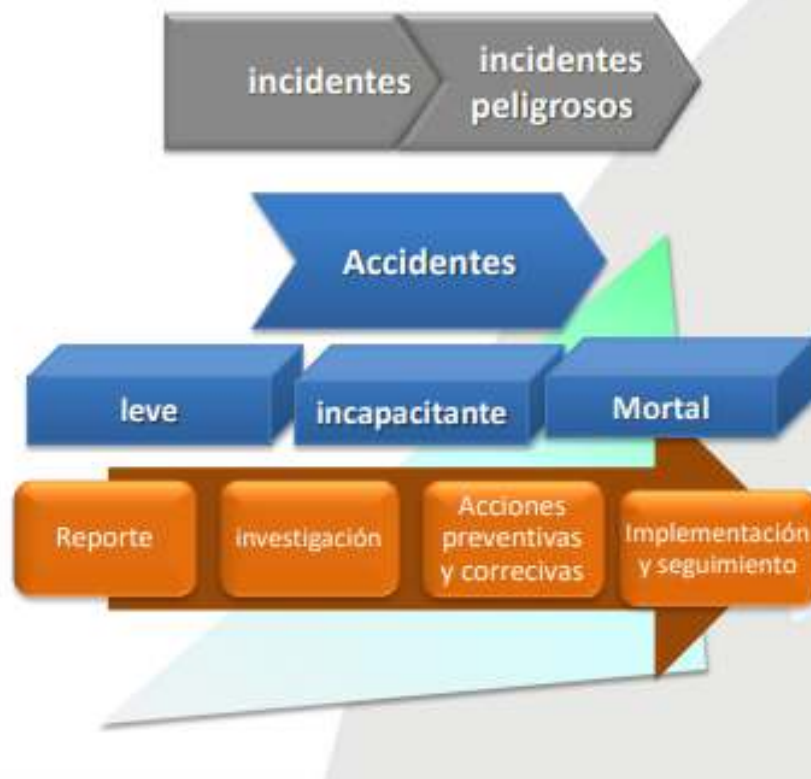 incidentes
incidentes
peligrosos
Accidentes
leve
incapacitante
Mortal
Reporte
investigación
Acciones
preventivas
y correcivas
Implementación
y seguimiento